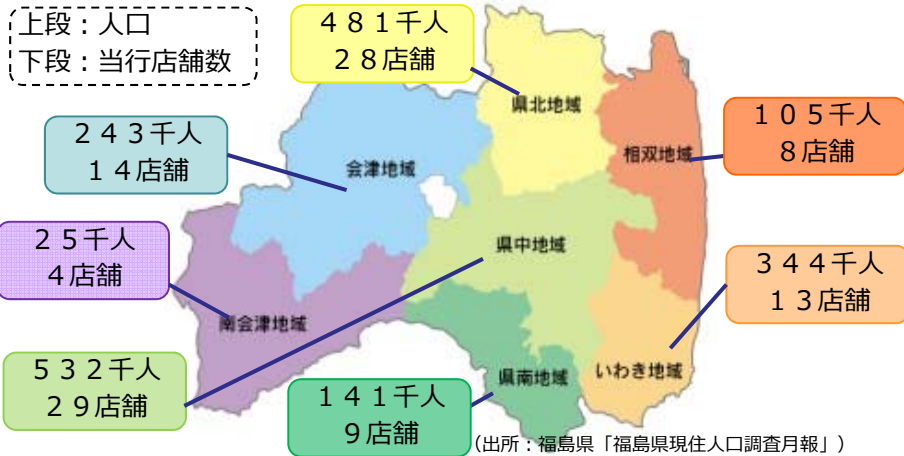 上段：人口
下段：当行店舗数
４８１千人
２８店舗
県北地域
１０５千人
８店舗
相双地域
２４３千人
１４店舗
会津地域
２５千人
４店舗
南会津地域
県中地域
３４４千人
１３店舗
いわき地域
５３２千人
２９店舗
１４１千人
９店舗
県南地域
（出所：福島県「福島県現住人口調査月報」）